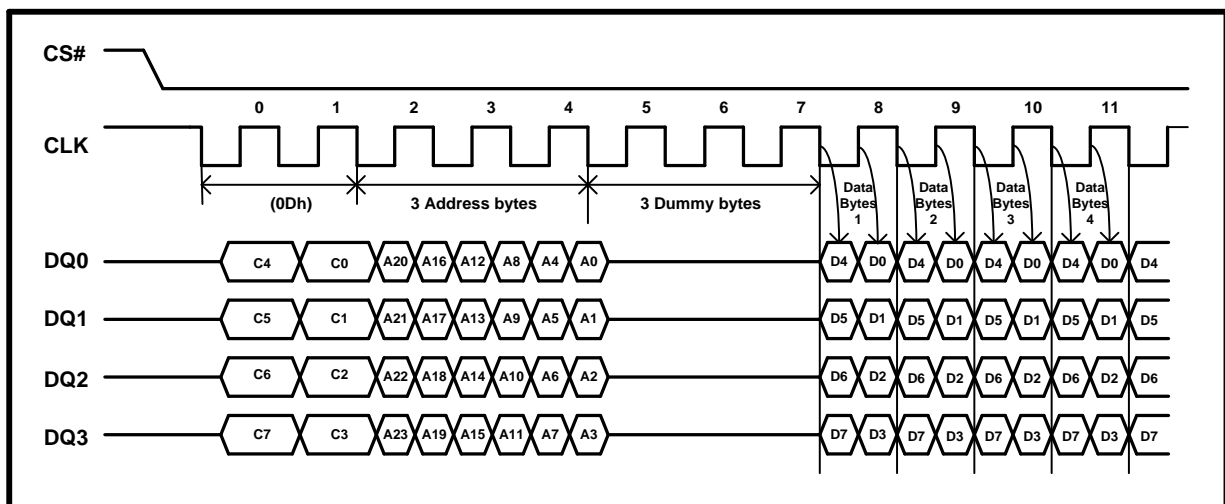 CS#
0 1 2 3 4 5 6 7 8 9 10 11
CLK
(0Dh) 3 Address bytes 3 Dummy bytes
Data Bytes 1
Data Bytes 2
Data Bytes 3
Data Bytes 4
DQ0 C4 C0 A20 A16 A12 A8 A4 A0 D4 D0 D4 D0 D4 D0 D4 D0 D4
DQ1 C5 C1 A21 A17 A13 A9 A5 A1 D5 D1 D5 D1 D5 D1 D5 D1 D5
DQ2 C6 C2 A22 A18 A14 A10 A6 A2 D6 D2 D6 D2 D6 D2 D6 D2 D6
DQ3 C7 C3 A23 A19 A15 A11 A7 A3 D7 D3 D7 D3 D7 D3 D7 D3 D7